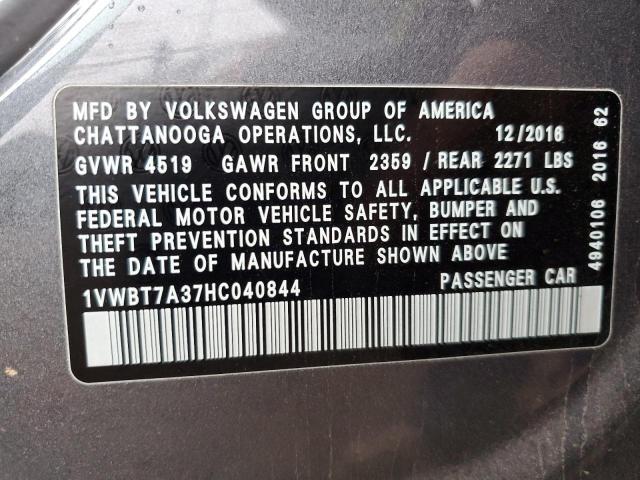 MFD BY VOLKSWAGEN GROUP OF AMERICA
CHATTANOOGA OPERATIONS, LLC. 12/2016
GVWR 4519 GAWR FRONT 2359 / REAR 2271 LBS
THIS VEHICLE CONFORMS TO ALL APPLICABLE U.S.
FEDERAL MOTOR VEHICLE SAFETY, BUMPER AND
THEFT PREVENTION STANDARDS IN EFFECT ON
THE DATE OF MANUFACTURE SHOWN ABOVE
1VWBT7A37HC040844 PASSENGER CAR
4940106 2016 62